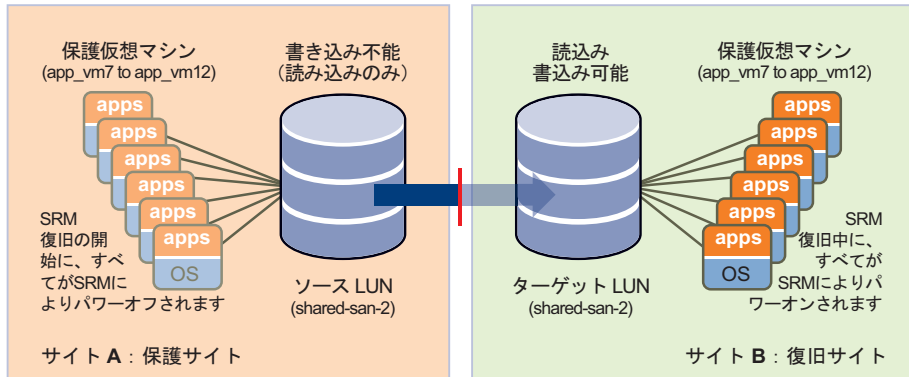 保護仮想マシン
(app_vm7 to app_vm12)
書き込み不能
(読み込みのみ)
apps
apps
apps
apps
apps
apps
OS
SRM
復旧の開
始に、すべ
てがSRMに
よりパワーオフされます
ソース LUN
(shared-san-2)
サイト A：保護サイト
読込み
書込み可能
保護仮想マシン
(app_vm7 to app_vm12)
apps
apps
apps
apps
apps
apps
OS
SRM
復旧中に、
すべてが
SRMによりパ
ワーオンされます
ターゲット LUN
(shared-san-2)
サイト B：復旧サイト